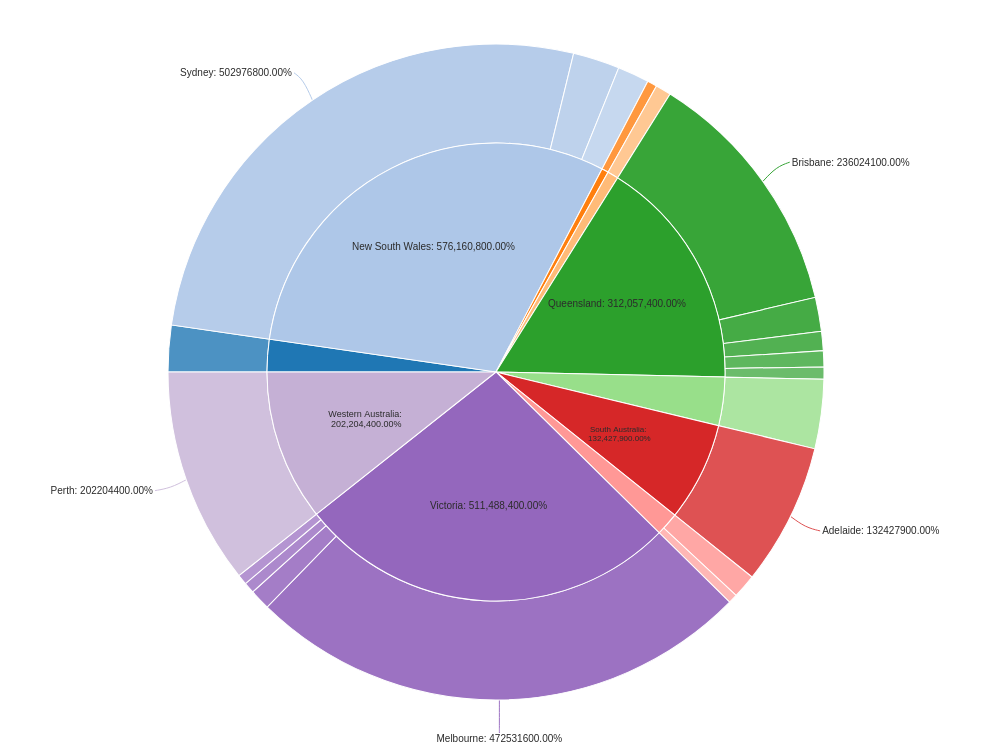 Sydney: 502976800.00%
Brisbane: 236024100.00%
New South Wales: 576,160,800.00%
Queensland: 312,057,400.00%
Western Australia:
202,204,400.00%
South Australia:
132,427,900.00%
Perth: 202204400.00%
Victoria: 511,488,400.00%
Adelaide: 132427900.00%
Melbourne: 472531600.00%